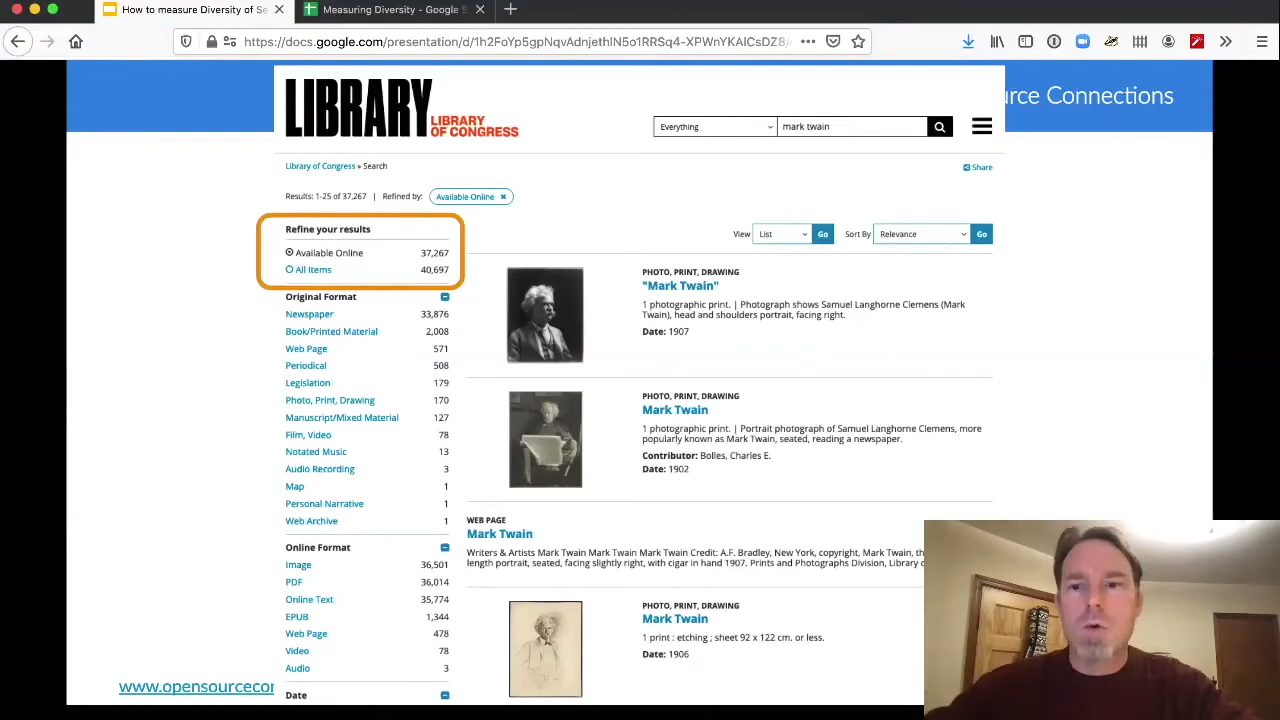 How to measure Diversity of Se
Measuring Diversity - Google S
https://docs.google.com/presentation/d/1h2FoYp5gpNqvAdnjethIN5o1RRSq4-XPWnYKAICsDZ8/
urce Connections
LIBRARY
LIBRARY
OF CONGRESS
Everything
mark twain
Library of Congress » Search
Share
Results: 1-25 of 37,267 | Refined by: Available Online
Refine your results
Available Online 37,267
All Items 40,697
View List Go Sort By Relevance Go
Original Format
Newspaper 33,876
Book/Printed Material 2,008
Web Page 571
Periodical 508
Legislation 179
Photo, Print, Drawing 170
Manuscript/Mixed Material 127
Film, Video 78
Notated Music 13
Audio Recording 3
Map 1
Personal Narrative 1
Web Archive 1
Online Format
Image 36,501
PDF 36,014
Online Text 35,774
EPUB 1,344
Web Page 478
Video 78
Audio 3
Date
PHOTO, PRINT, DRAWING
"Mark Twain"
1 photographic print. | Photograph shows Samuel Langhorne Clemens (Mark
Twain), head and shoulders portrait, facing right.
Date: 1907
PHOTO, PRINT, DRAWING
Mark Twain
1 photographic print. | Portrait photograph of Samuel Langhorne Clemens, more
popularly known as Mark Twain, seated, reading a newspaper.
Contributor: Bolles, Charles E.
Date: 1902
WEB PAGE
Mark Twain
Writers & Artists Mark Twain Mark Twain Mark Twain Credit: A.F. Bradley, New York, copyright, Mark Twain, th
length portrait, seated, facing slightly right, with cigar in hand 1907. Prints and Photographs Division, Library
PHOTO, PRINT, DRAWING
Mark Twain
1 print : etching ; sheet 92 x 122 cm. or less.
Date: 1906
www.opensourcecor